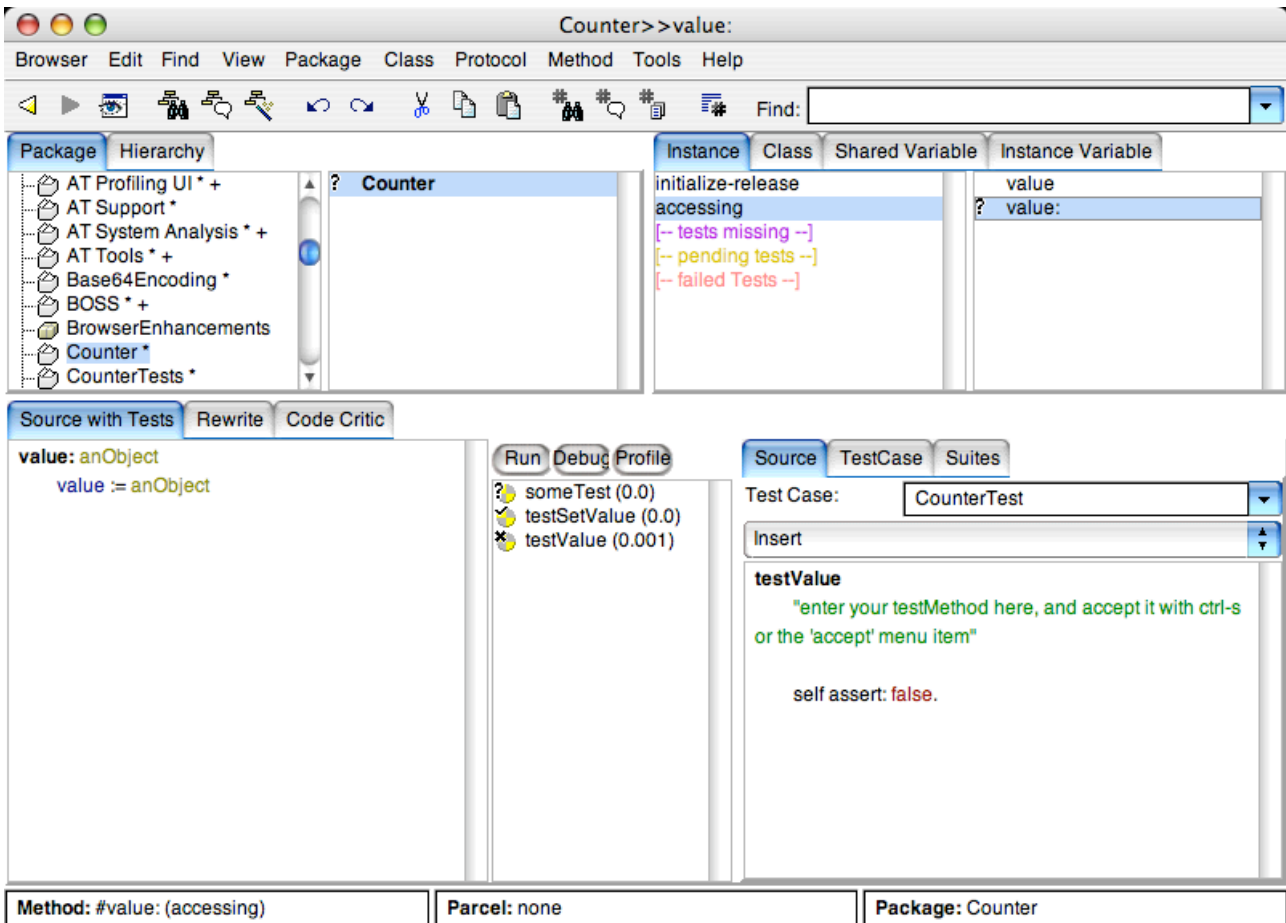 Counter>>value:
Browser Edit Find View Package Class Protocol Method Tools Help
Find:
Package Hierarchy
AT Profiling UI * +
AT Support *
AT System Analysis * +
AT Tools * +
Base64Encoding *
BOSS * +
BrowserEnhancements
Counter *
CounterTests *
? Counter
Instance Class Shared Variable Instance Variable
initialize-release
accessing
[-- tests missing --]
[-- pending tests --]
[-- failed Tests --]
value
? value:
Source with Tests Rewrite Code Critic
value: anObject
value := anObject
Run Debug Profile
? someTest (0.0)
testSetValue (0.0)
testValue (0.001)
Source TestCase Suites
Test Case: CounterTest
Insert
testValue
"enter your testMethod here, and accept it with ctrl-s
or the 'accept' menu item"
self assert: false.
Method: #value: (accessing)
Parcel: none
Package: Counter